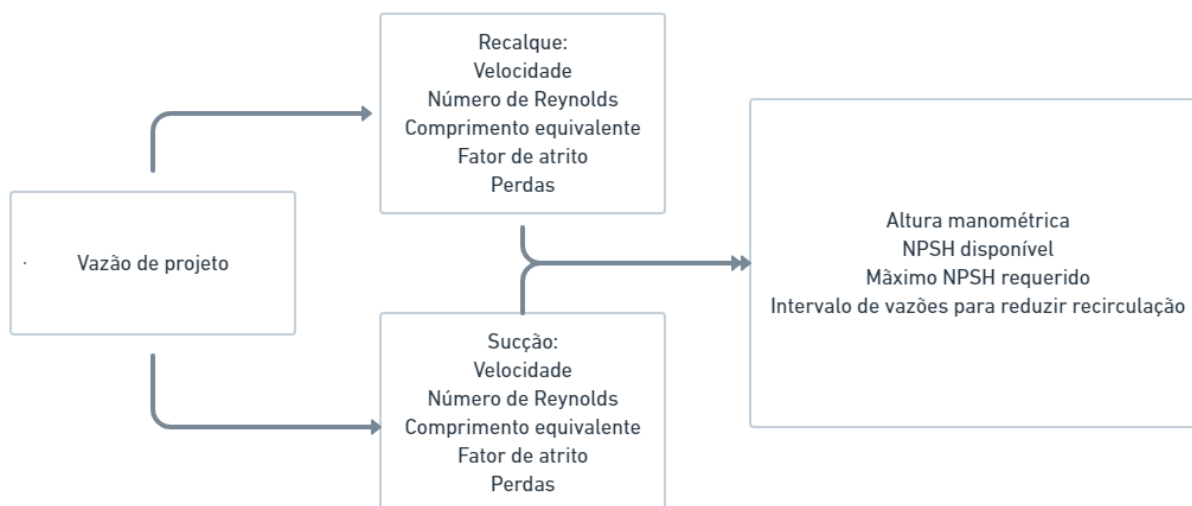 Vazão de projeto
Recalque:
Velocidade
Número de Reynolds
Comprimento equivalente
Fator de atrito
Perdas
Sucção:
Velocidade
Número de Reynolds
Comprimento equivalente
Fator de atrito
Perdas
Altura manométrica
NPSH disponível
Mãximo NPSH requerido
Intervalo de vazões para reduzir recirculação